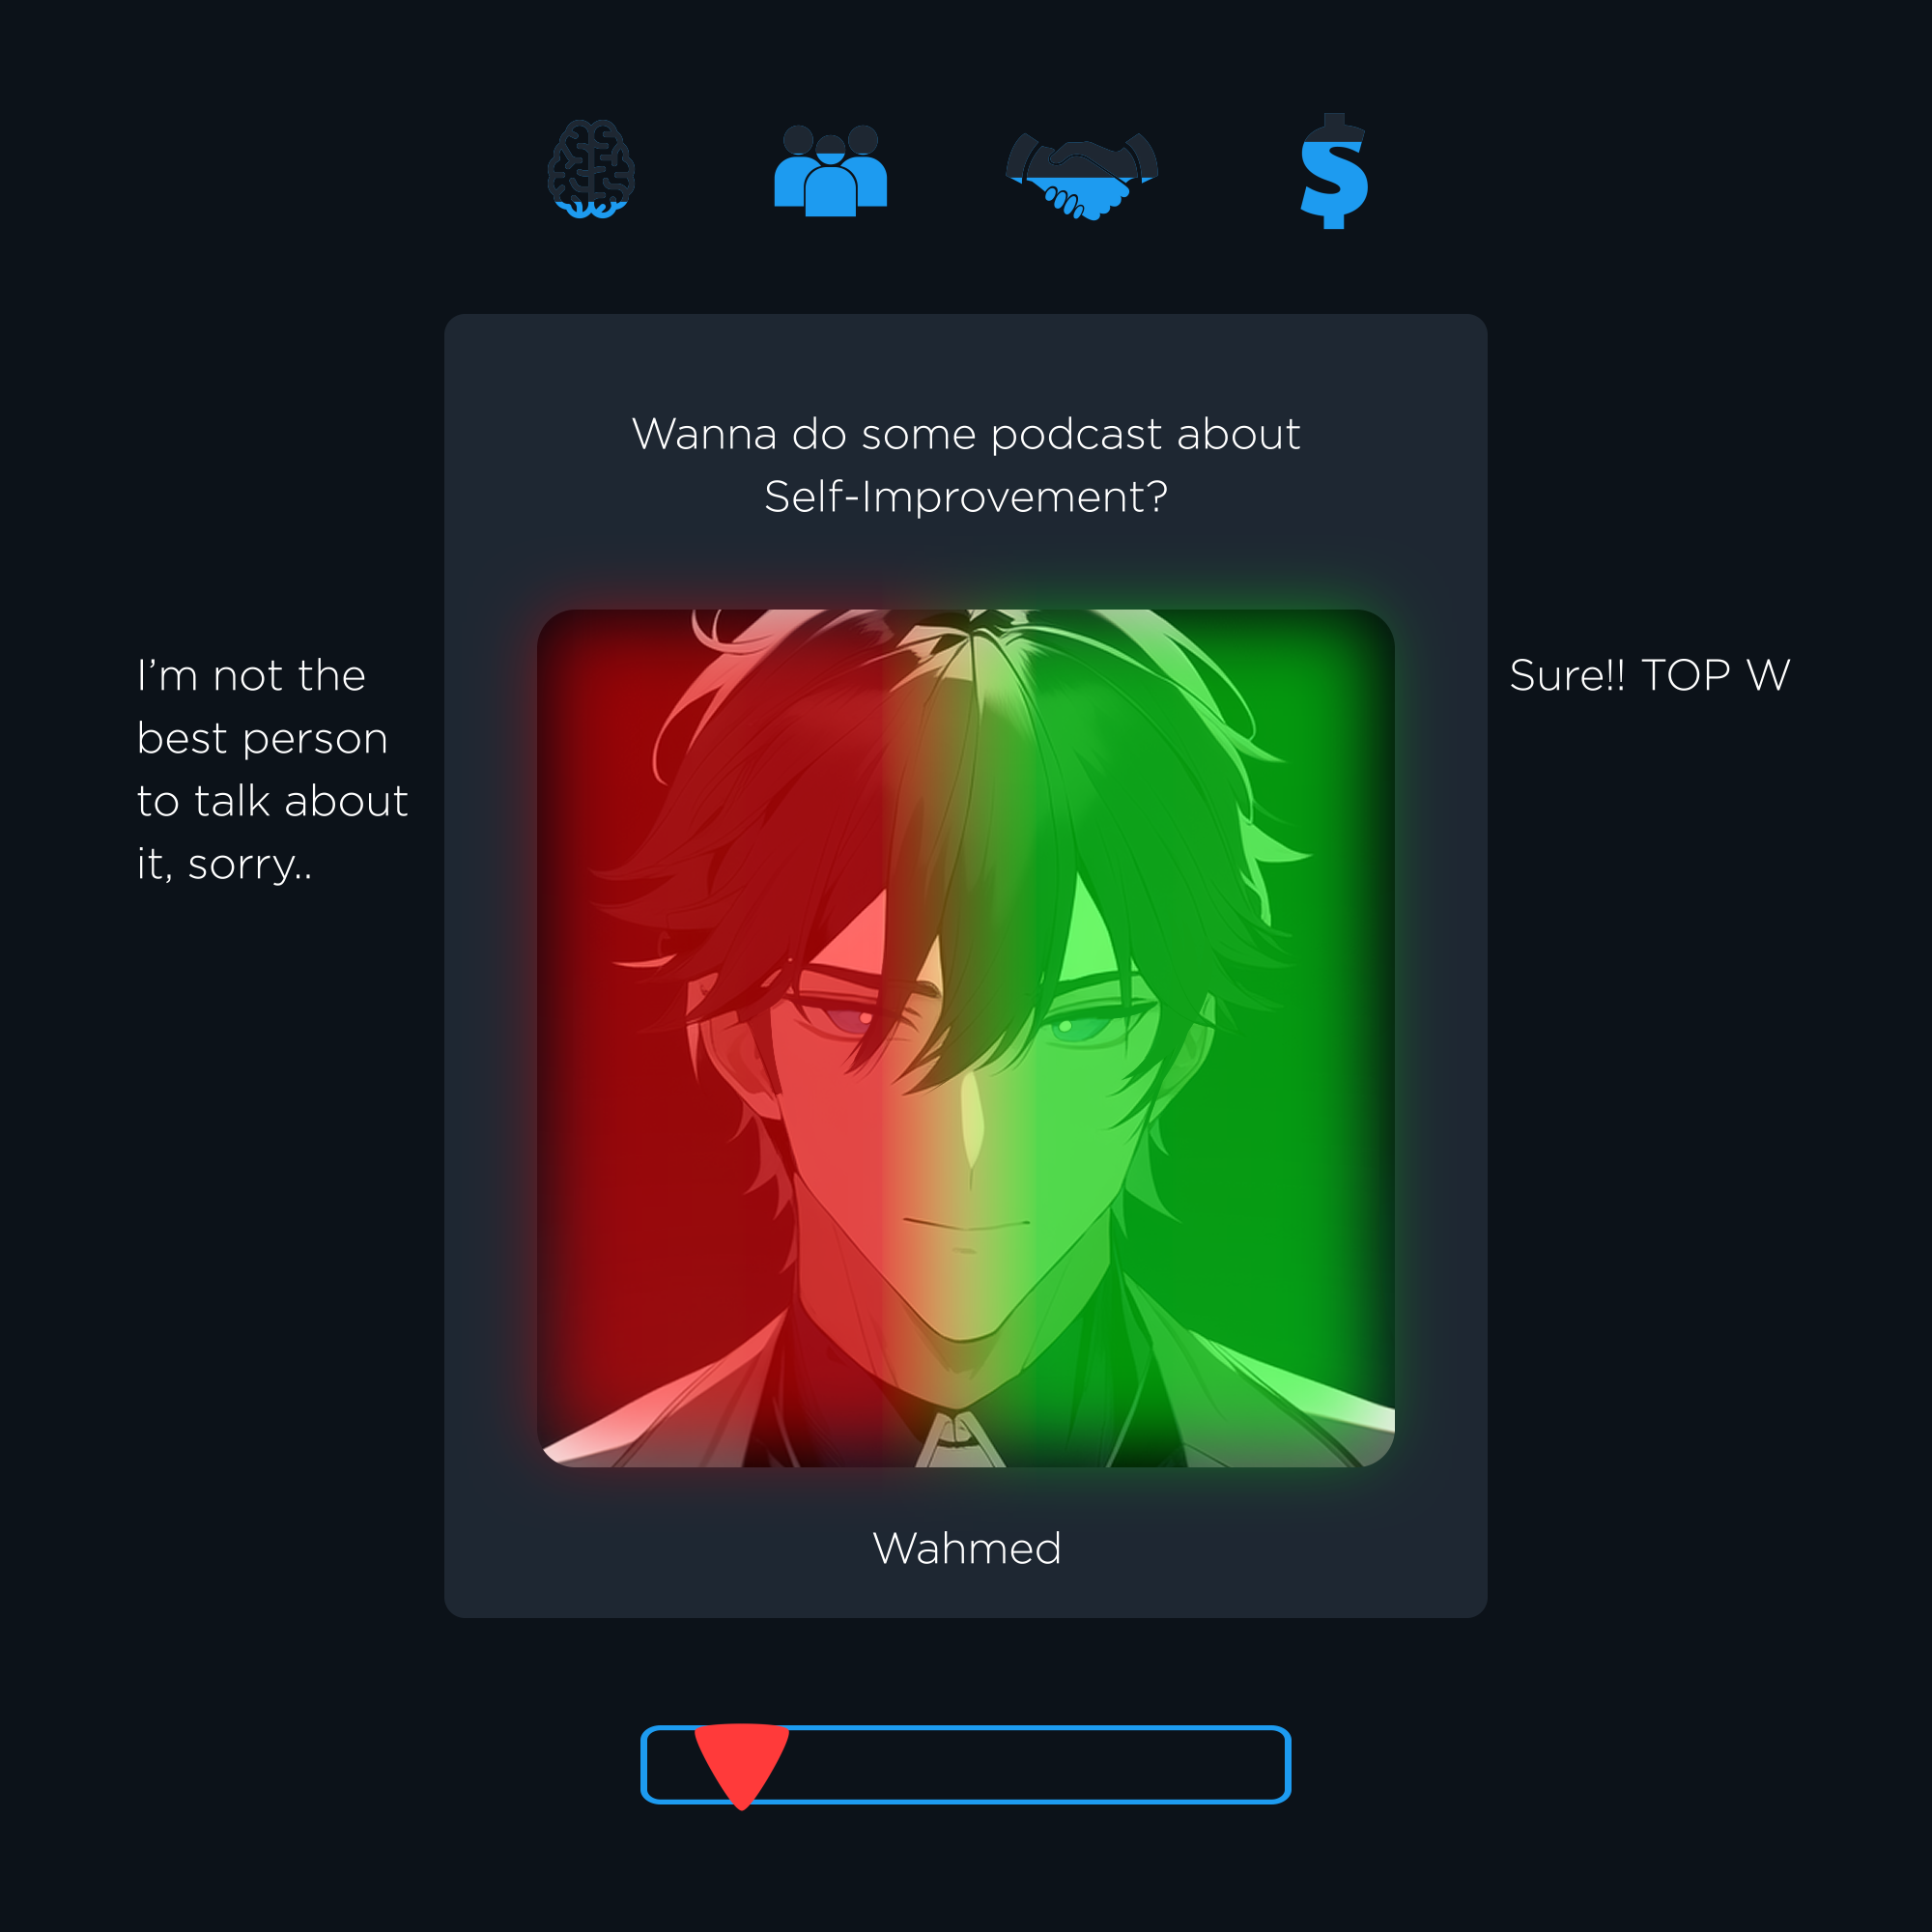 Wanna do some podcast about
Self-Improvement?
I'm not the
best person
to talk about
it, sorry..
Sure!! TOP W
Wahmed